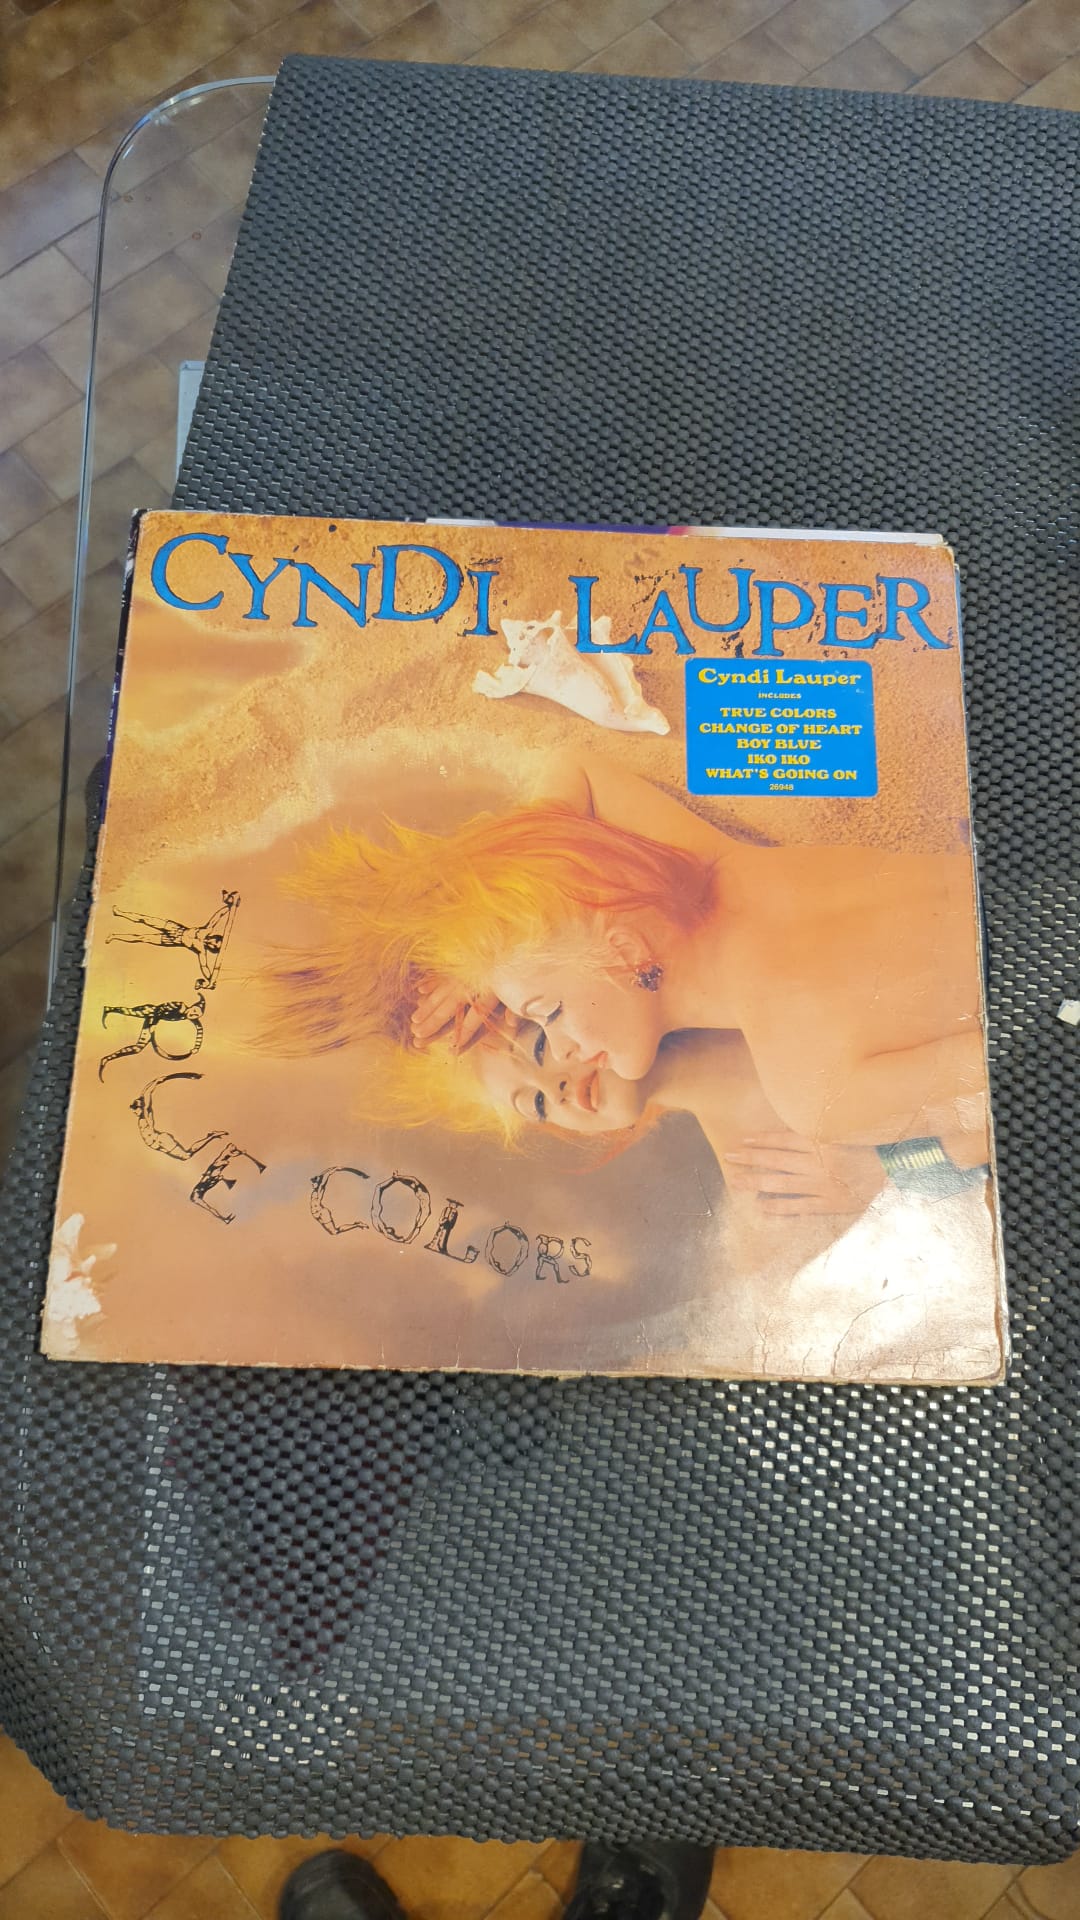 CYNDI LAUPER
Cyndi Lauper
INCLUDES
TRUE COLORS
CHANGE OF HEART
BOY BLUE
IKO IKO
WHAT'S GOING ON
26948
TRUE COLORS